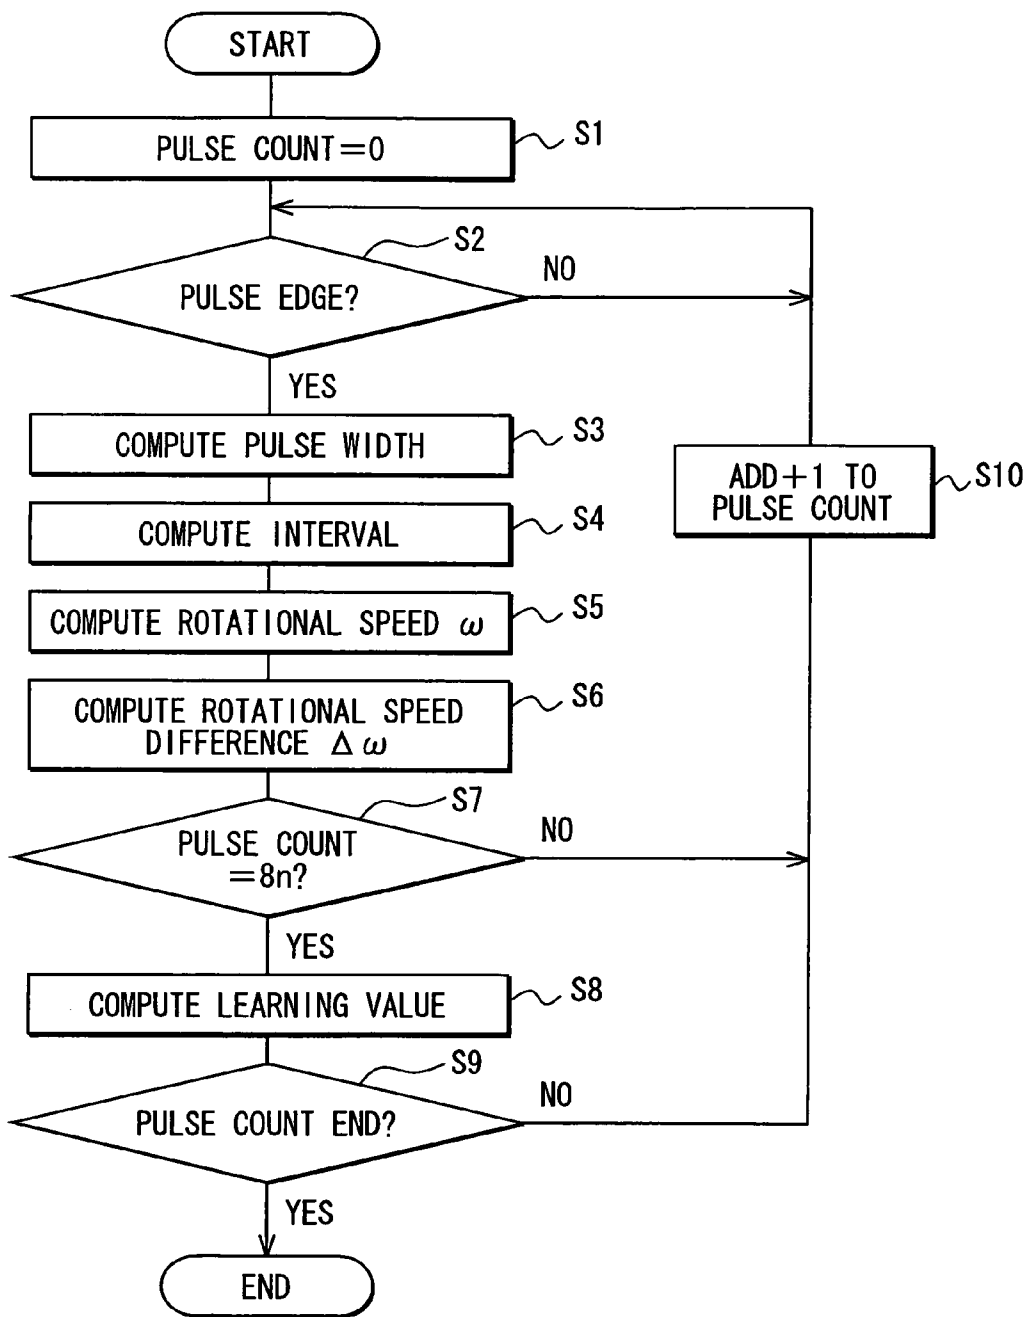 START
PULSE COUNT=0
S1
S2
PULSE EDGE?
NO
YES
COMPUTE PULSE WIDTH
S3
COMPUTE INTERVAL
S4
COMPUTE ROTATIONAL SPEED ω
S5
COMPUTE ROTATIONAL SPEED
DIFFERENCE Δω
S6
S7
PULSE COUNT
=8n?
NO
YES
COMPUTE LEARNING VALUE
S8
S9
PULSE COUNT END?
NO
YES
END
ADD+1 TO
PULSE COUNT
S10